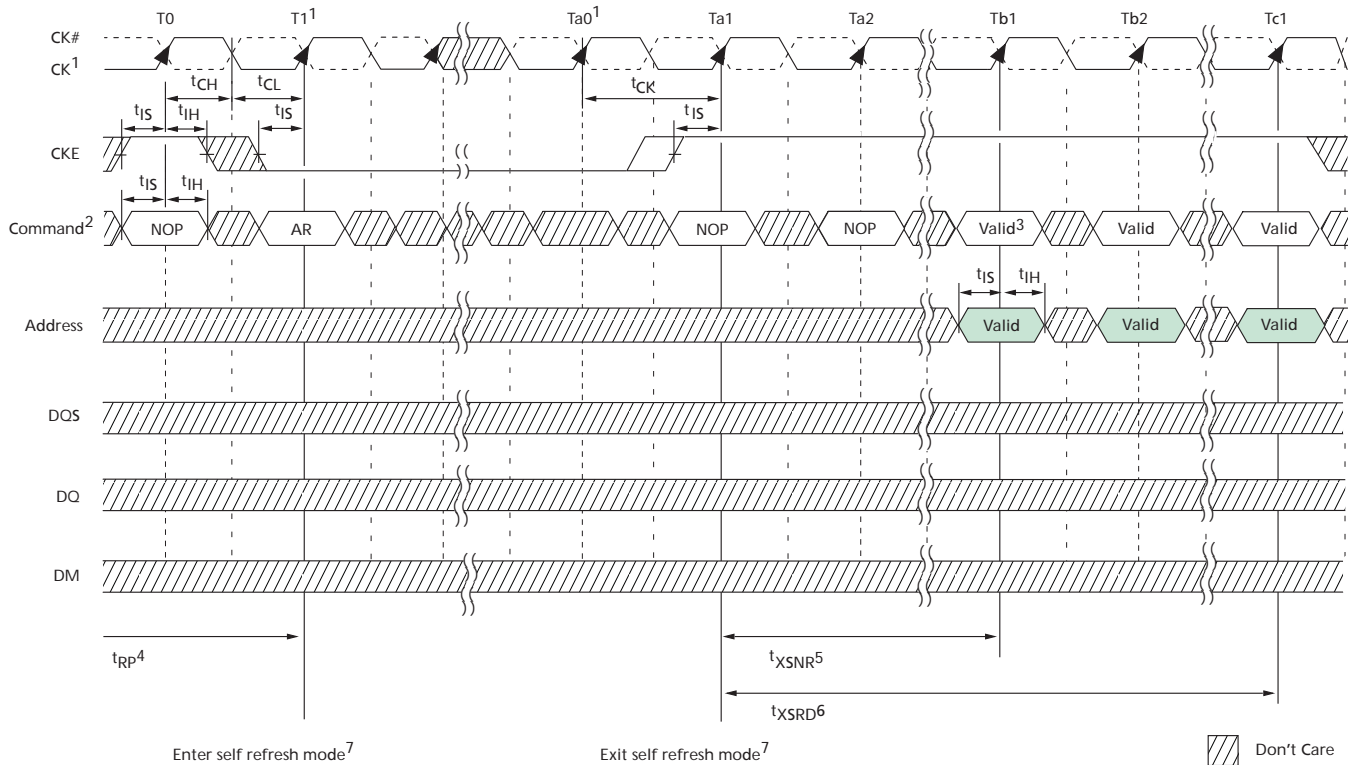 T0 T1¹ Ta0¹ Ta1 Ta2 Tb1 Tb2 Tc1
CK#
CK¹
tCH tCL tCK
tIS tIH tIS tIS
CKE
tIS tIH
Command² NOP AR NOP NOP Valid³ Valid Valid
tIS tIH
Address Valid Valid Valid
DQS
DQ
DM
tRP⁴ tXSNR⁵
tXSRD⁶
Enter self refresh mode⁷ Exit self refresh mode⁷ Don't Care